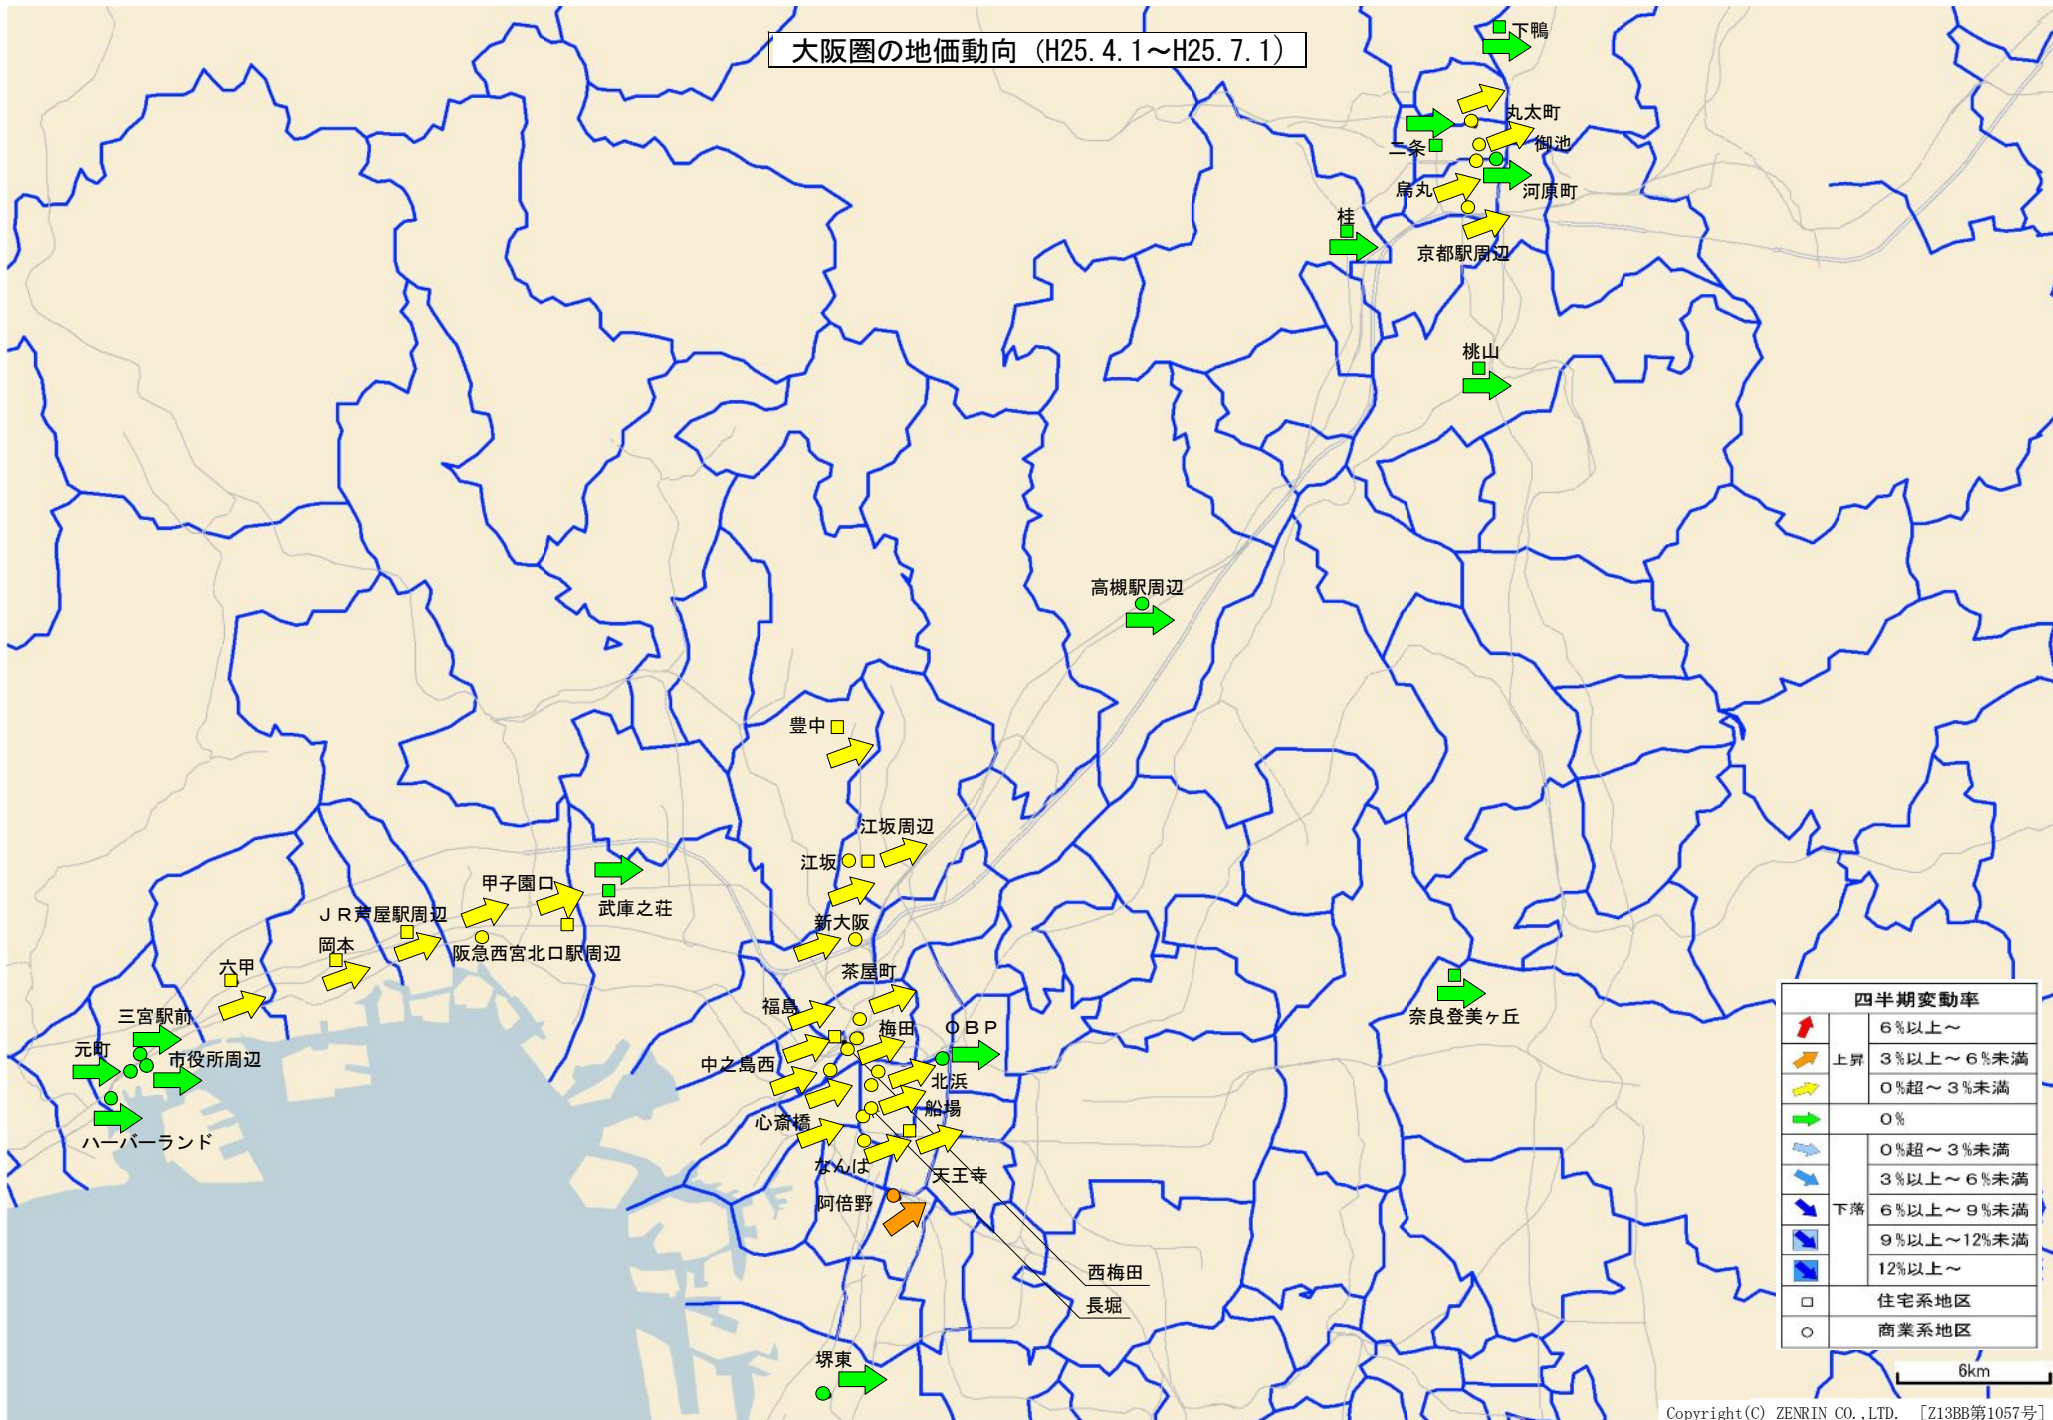 大阪圏の地価動向 (H25.4.1～H25.7.1)
下鴨
丸太町
御池
二条
烏丸
河原町
桂
京都駅周辺
桃山
高槻駅周辺
豊中
江坂周辺
江坂
甲子園口
武庫之荘
ＪＲ芦屋駅周辺
新大阪
岡本
阪急西宮北口駅周辺
六甲
茶屋町
福島
三宮駅前
梅田
ＯＢＰ
奈良登美ヶ丘
元町
市役所周辺
中之島西
北浜
船場
心斎橋
ハーバーランド
なんば
天王寺
阿倍野
西梅田
長堀
堺東
四半期変動率
上昇
6%以上～
3%以上～6%未満
0%超～3%未満
0%
下落
0%超～3%未満
3%以上～6%未満
6%以上～9%未満
9%以上～12%未満
12%以上～
住宅系地区
商業系地区
6km
Copyright(C) ZENRIN CO.,LTD. [Z13BB第1057号]